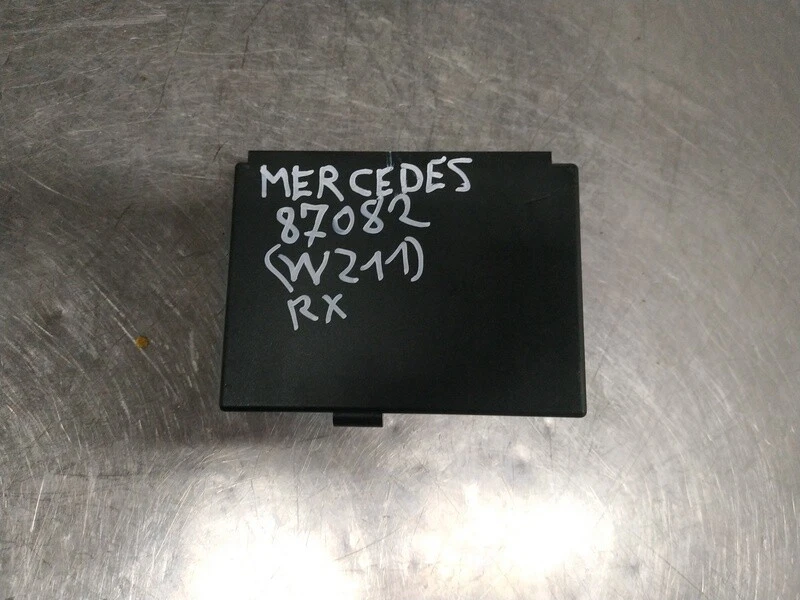 MERCEDES
87082
(W211)
RX